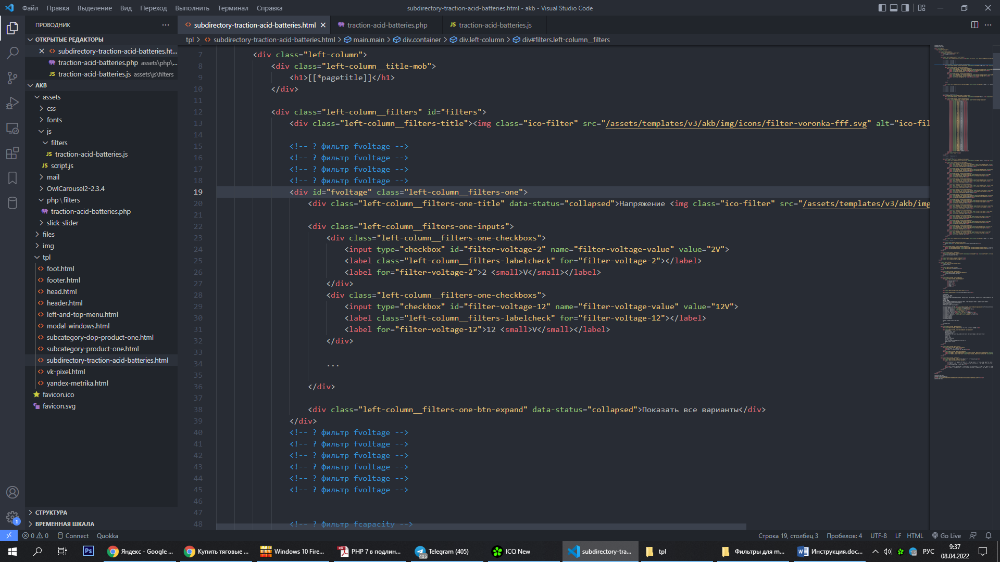 Файл Правка Выделение Вид Переход Выполнить Терминал Справка
subdirectory-traction-acid-batteries.html - akb - Visual Studio Code
ПРОВОДНИК
subdirectory-traction-acid-batteries.html
traction-acid-batteries.php
JS traction-acid-batteries.js
tpl > subdirectory-traction-acid-batteries.html > main.main > div.container > div.left-column > div#filters.left-column__filters
ОТКРЫТЫЕ РЕДАКТОРЫ
subdirectory-traction-acid-batteries.ht...
traction-acid-batteries.php assets\php\...
JS traction-acid-batteries.js assets\js\filters
АКВ
assets
css
fonts
js
filters
JS traction-acid-batteries.js
JS script.js
mail
OwlCarousel2-2.3.4
php\filters
traction-acid-batteries.php
slick-slider
files
img
tpl
foot.html
footer.html
head.html
header.html
left-and-top-menu.html
modal-windows.html
subcategory-dop-product-one.html
subcategory-product-one.html
subdirectory-traction-acid-batteries.html
vk-pixel.html
yandex-metrika.html
favicon.ico
favicon.svg
СТРУКТУРА
ВРЕМЕННАЯ ШКАЛА
7 <div class="left-column">
8 <div class="left-column__title-mob">
9 <h1>[[*pagetitle]]</h1>
10 </div>
11
12 <div class="left-column__filters" id="filters">
13 <div class="left-column__filters-title"><img class="ico-filter" src="/assets/templates/v3/akb/img/icons/filter-voronka-fff.svg" alt="ico-fil
14
15 <!-- ? фильтр fvoltage -->
16 <!-- ? фильтр fvoltage -->
17 <!-- ? фильтр fvoltage -->
18 <!-- ? фильтр fvoltage -->
19 <div id="fvoltage" class="left-column__filters-one">
20 <div class="left-column__filters-one-title" data-status="collapsed">Напряжение <img class="ico-filter" src="/assets/templates/v3/akb/img
21
22 <div class="left-column__filters-one-inputs">
23 <div class="left-column__filters-one-checkboxs">
24 <input type="checkbox" id="filter-voltage-2" name="filter-voltage-value" value="2V">
25 <label class="left-column__filters-labelcheck" for="filter-voltage-2"></label>
26 <label for="filter-voltage-2">2 <small>V</small></label>
27 </div>
28 <div class="left-column__filters-one-checkboxs">
29 <input type="checkbox" id="filter-voltage-12" name="filter-voltage-value" value="12V">
30 <label class="left-column__filters-labelcheck" for="filter-voltage-12"></label>
31 <label for="filter-voltage-12">12 <small>V</small></label>
32 </div>
33
34 ...
35
36 </div>
37
38 <div class="left-column__filters-one-btn-expand" data-status="collapsed">Показать все варианты</div>
39 </div>
40 <!-- ? фильтр fvoltage -->
41 <!-- ? фильтр fvoltage -->
42 <!-- ? фильтр fvoltage -->
43 <!-- ? фильтр fvoltage -->
44 <!-- ? фильтр fvoltage -->
45 <!-- ? фильтр fvoltage -->
46
47
48 <!-- ? фильтр fcapacity -->
1
0 0 Connect Quokka
Строка 19, столбец 3 Пробелов: 4 UTF-8 LF HTML Go Live
Ps
Яндекс - Google ...
Купить тяговые ...
Windows 10 Fire...
PHP 7 в подлин...
405 Telegram (405)
ICQ New
subdirectory-tra...
tpl
Фильтры для m...
Инструкция.doc...
РУС
9:37
08.04.2022